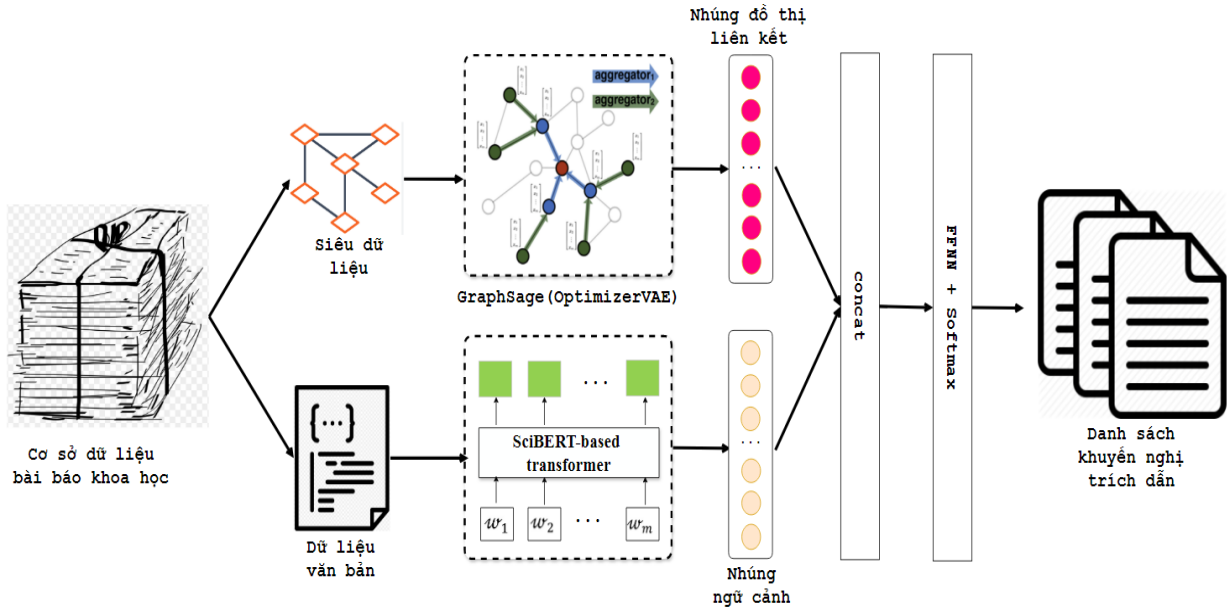 Nhúng đồ thị
liên kết
aggregator₁
aggregator₂
...
Siêu dữ
liệu
GraphSage(OptimizerVAE)
concat
FFNN + Softmax
Cơ sở dữ liệu
bài báo khoa học
{...}
...
SciBERT-based
transformer
w₁ w₂ ... wₘ
...
Dữ liệu
văn bản
Nhúng
ngữ cảnh
Danh sách
khuyến nghị
trích dẫn